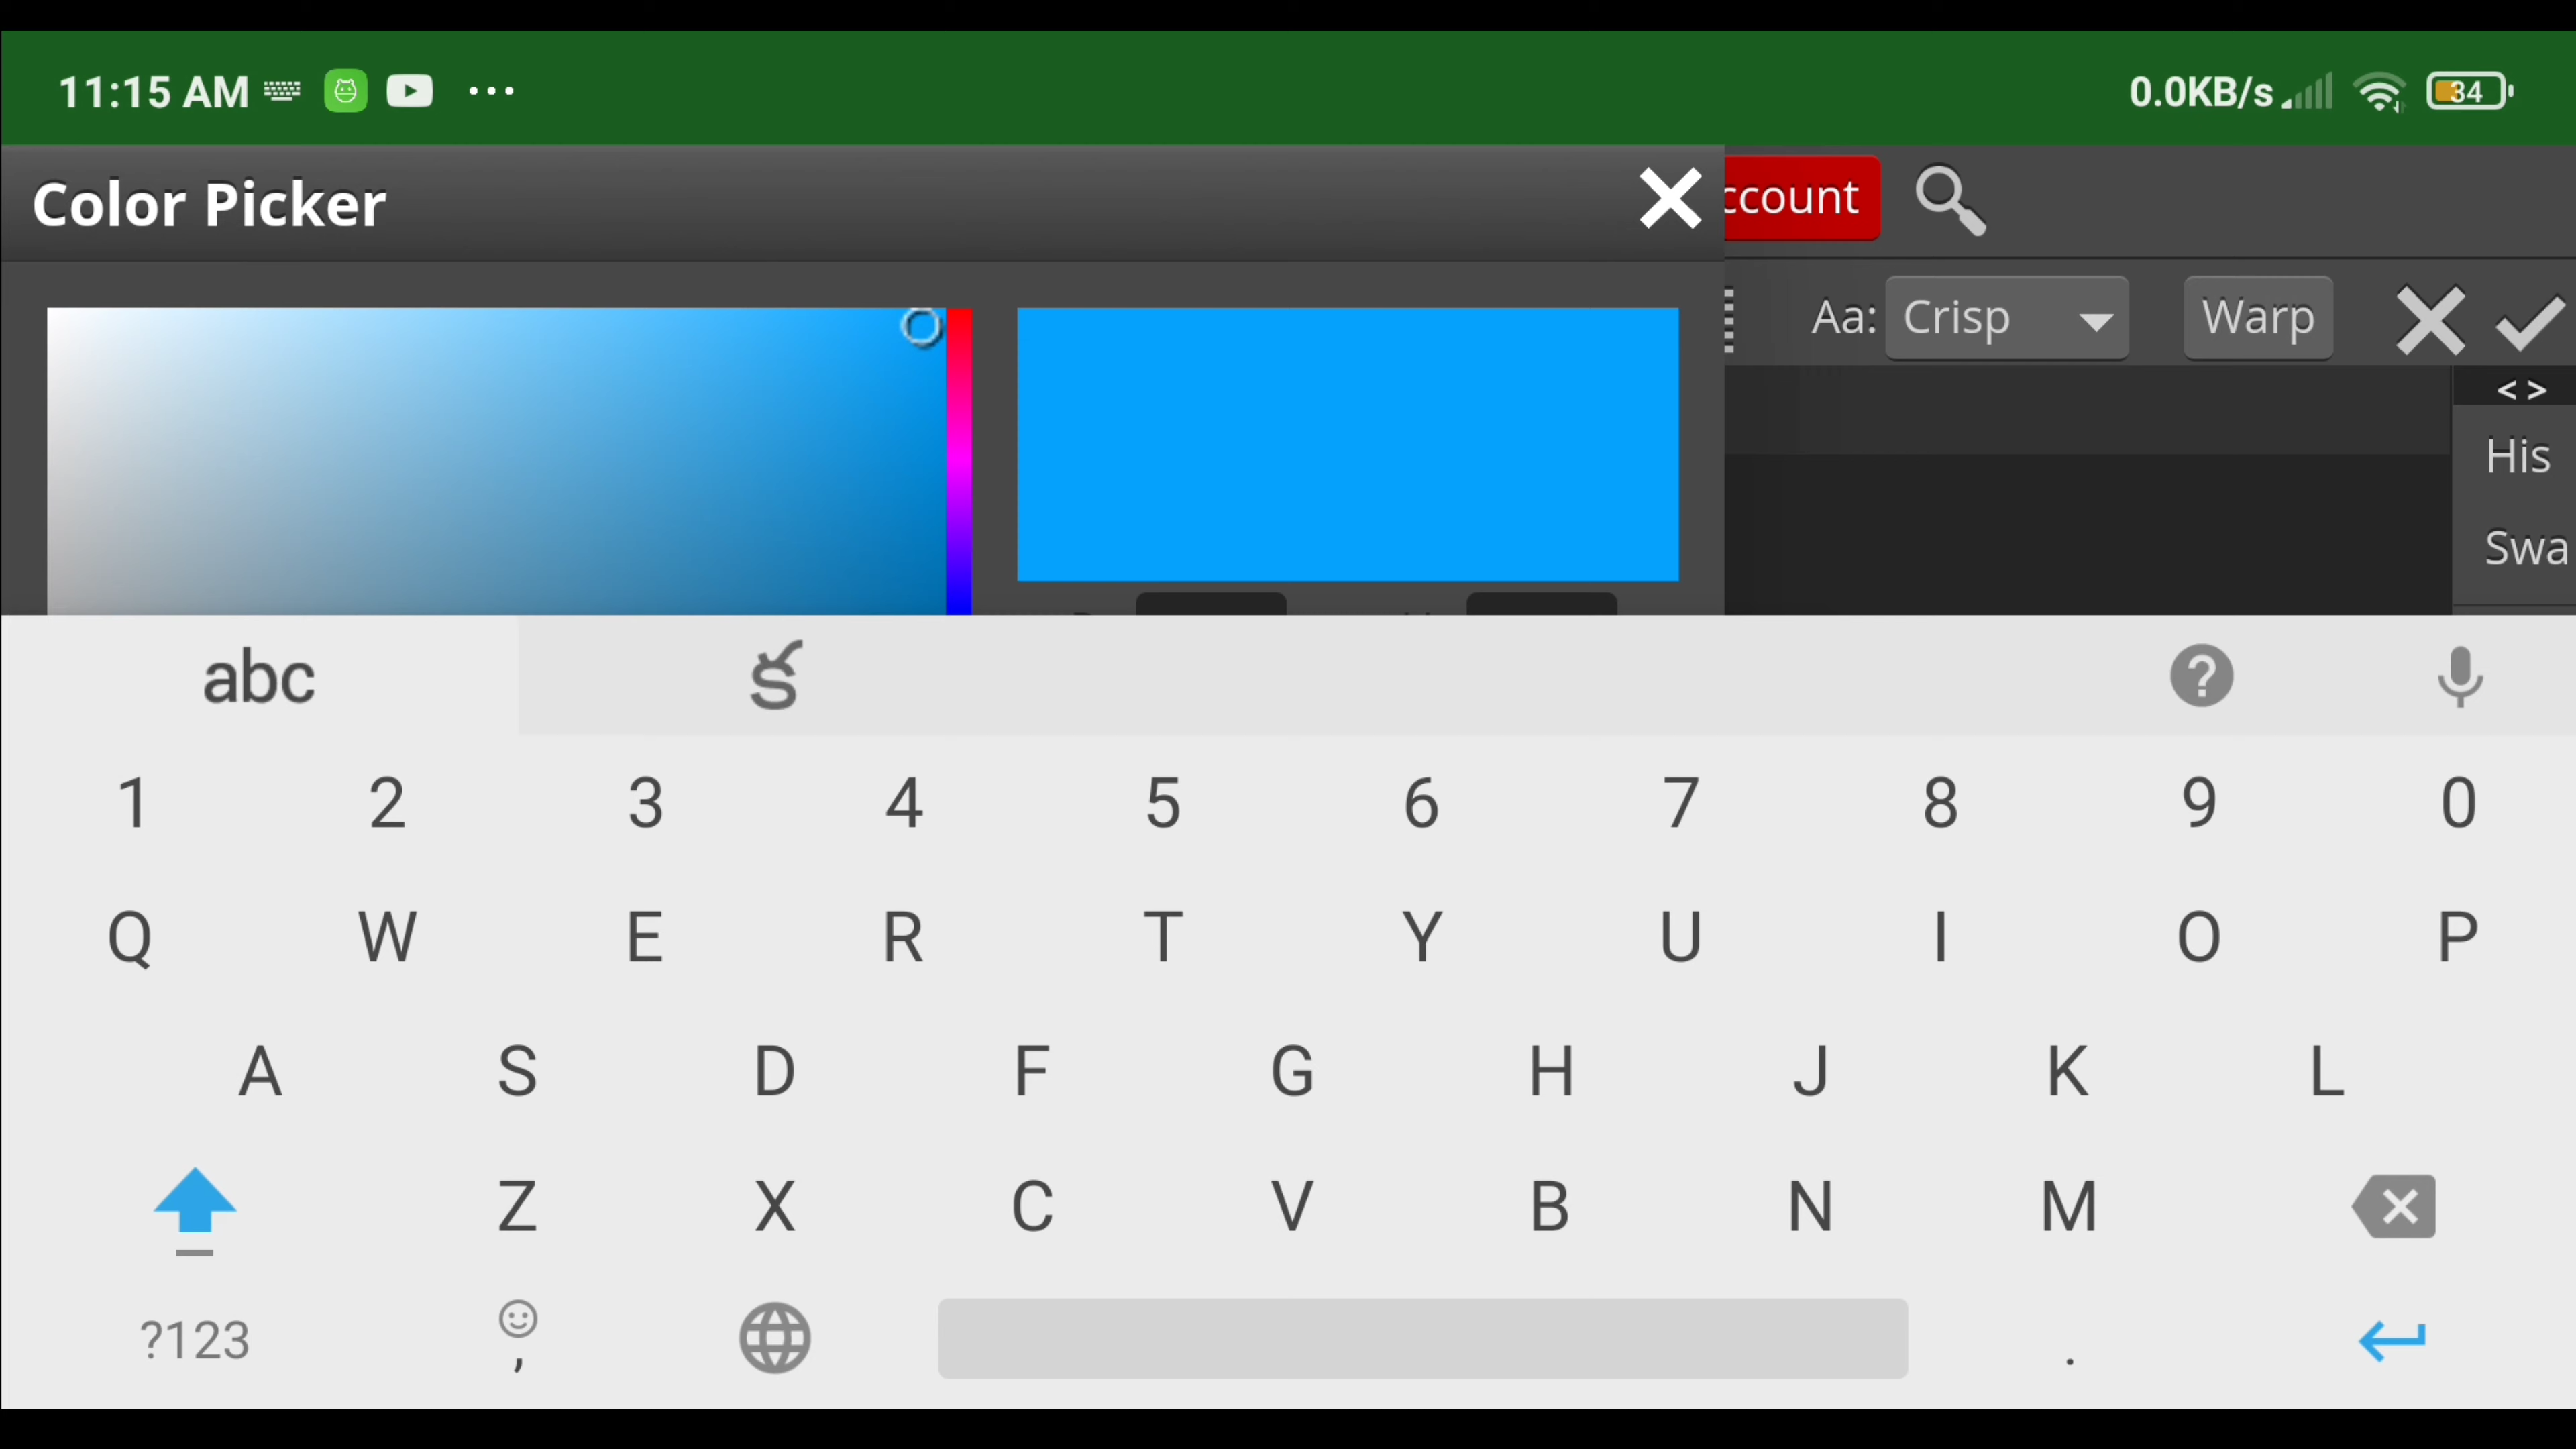 11:15 AM ... 0.0KB/s 34
Color Picker
ccount
Aa: Crisp Warp
< >
His
Swa
abc క
1 2 3 4 5 6 7 8 9 0
Q W E R T Y U I O P
A S D F G H J K L
Z X C V B N M
?123 , .